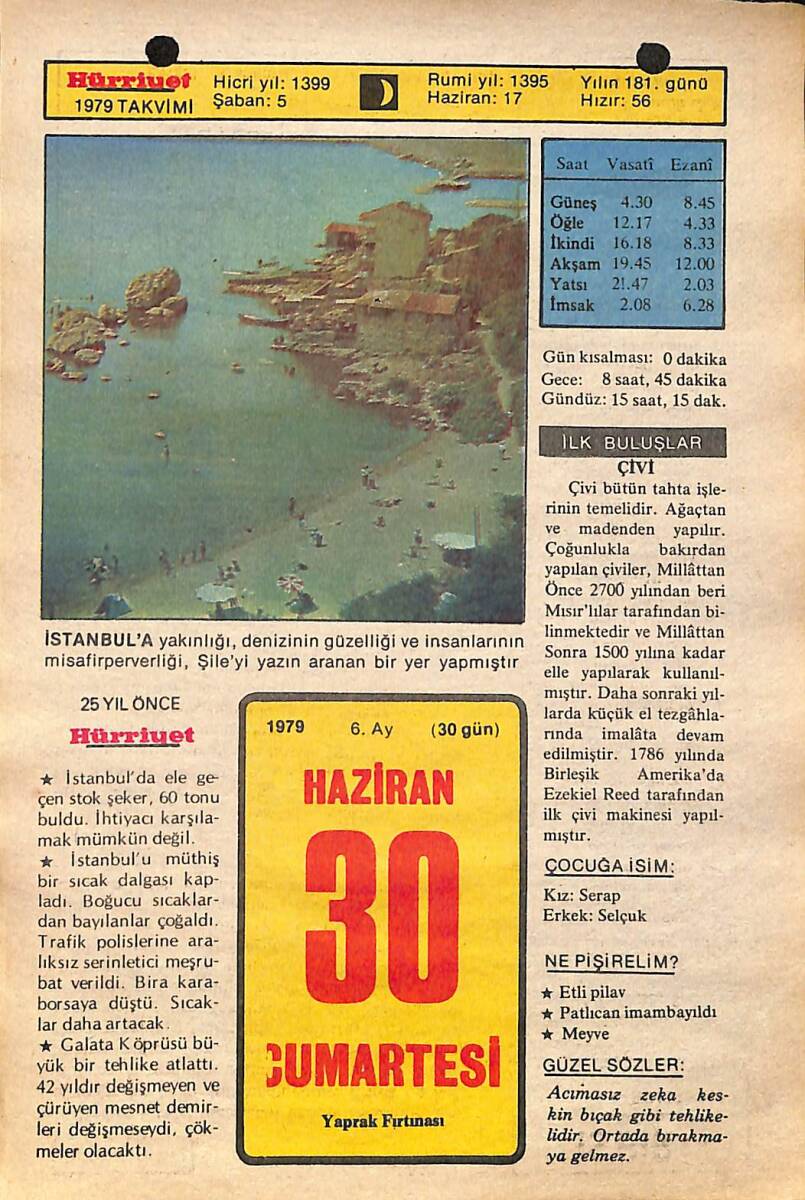 Hürriyet
1979 TAKVİMİ
Hicri yıl: 1399
Şaban: 5
Rumi yıl: 1395
Haziran: 17
Yılın 181. günü
Hızır: 56
Saat Vasatî Ezanî
Güneş 4.30 8.45
Öğle 12.17 4.33
İkindi 16.18 8.33
Akşam 19.45 12.00
Yatsı 21.47 2.03
İmsak 2.08 6.28
Gün kısalması: 0 dakika
Gece: 8 saat, 45 dakika
Gündüz: 15 saat, 15 dak.
İLK BULUŞLAR
ÇİVİ
Çivi bütün tahta işle-
rinin temelidir. Ağaçtan
ve madenden yapılır.
Çoğunlukla bakırdan
yapılan çiviler, Millâttan
Önce 2700 yılından beri
Mısır'lılar tarafından bi-
linmektedir ve Millâttan
Sonra 1500 yılına kadar
elle yapılarak kullanıl-
mıştır. Daha sonraki yıl-
larda küçük el tezgâhla-
rında imalâta devam
edilmiştir. 1786 yılında
Birleşik Amerika'da
Ezekiel Reed tarafından
ilk çivi makinesi yapıl-
mıştır.
ÇOCUĞA İSİM:
Kız: Serap
Erkek: Selçuk
NE PİŞİRELİM?
★ Etli pilav
★ Patlıcan imambayıldı
★ Meyve
GÜZEL SÖZLER:
Acımasız zeka kes-
kin bıçak gibi tehlike-
lidir. Ortada bırakma-
ya gelmez.
İSTANBUL'A yakınlığı, denizinin güzelliği ve insanlarının
misafirperverliği, Şile'yi yazın aranan bir yer yapmıştır
25 YIL ÖNCE
Hürriyet
★ İstanbul'da ele ge-
çen stok şeker, 60 tonu
buldu. İhtiyacı karşıla-
mak mümkün değil.
★ İstanbul'u müthiş
bir sıcak dalgası kap-
ladı. Boğucu sıcaklar-
dan bayılanlar çoğaldı.
Trafik polislerine ara-
lıksız serinletici meşru-
bat verildi. Bira kara-
borsaya düştü. Sıcak-
lar daha artacak.
★ Galata Köprüsü bü-
yük bir tehlike atlattı.
42 yıldır değişmeyen ve
çürüyen mesnet demir-
leri değişmeseydi, çök-
meler olacaktı.
1979 6. Ay (30 gün)
HAZİRAN
30
CUMARTESİ
Yaprak Fırtınası